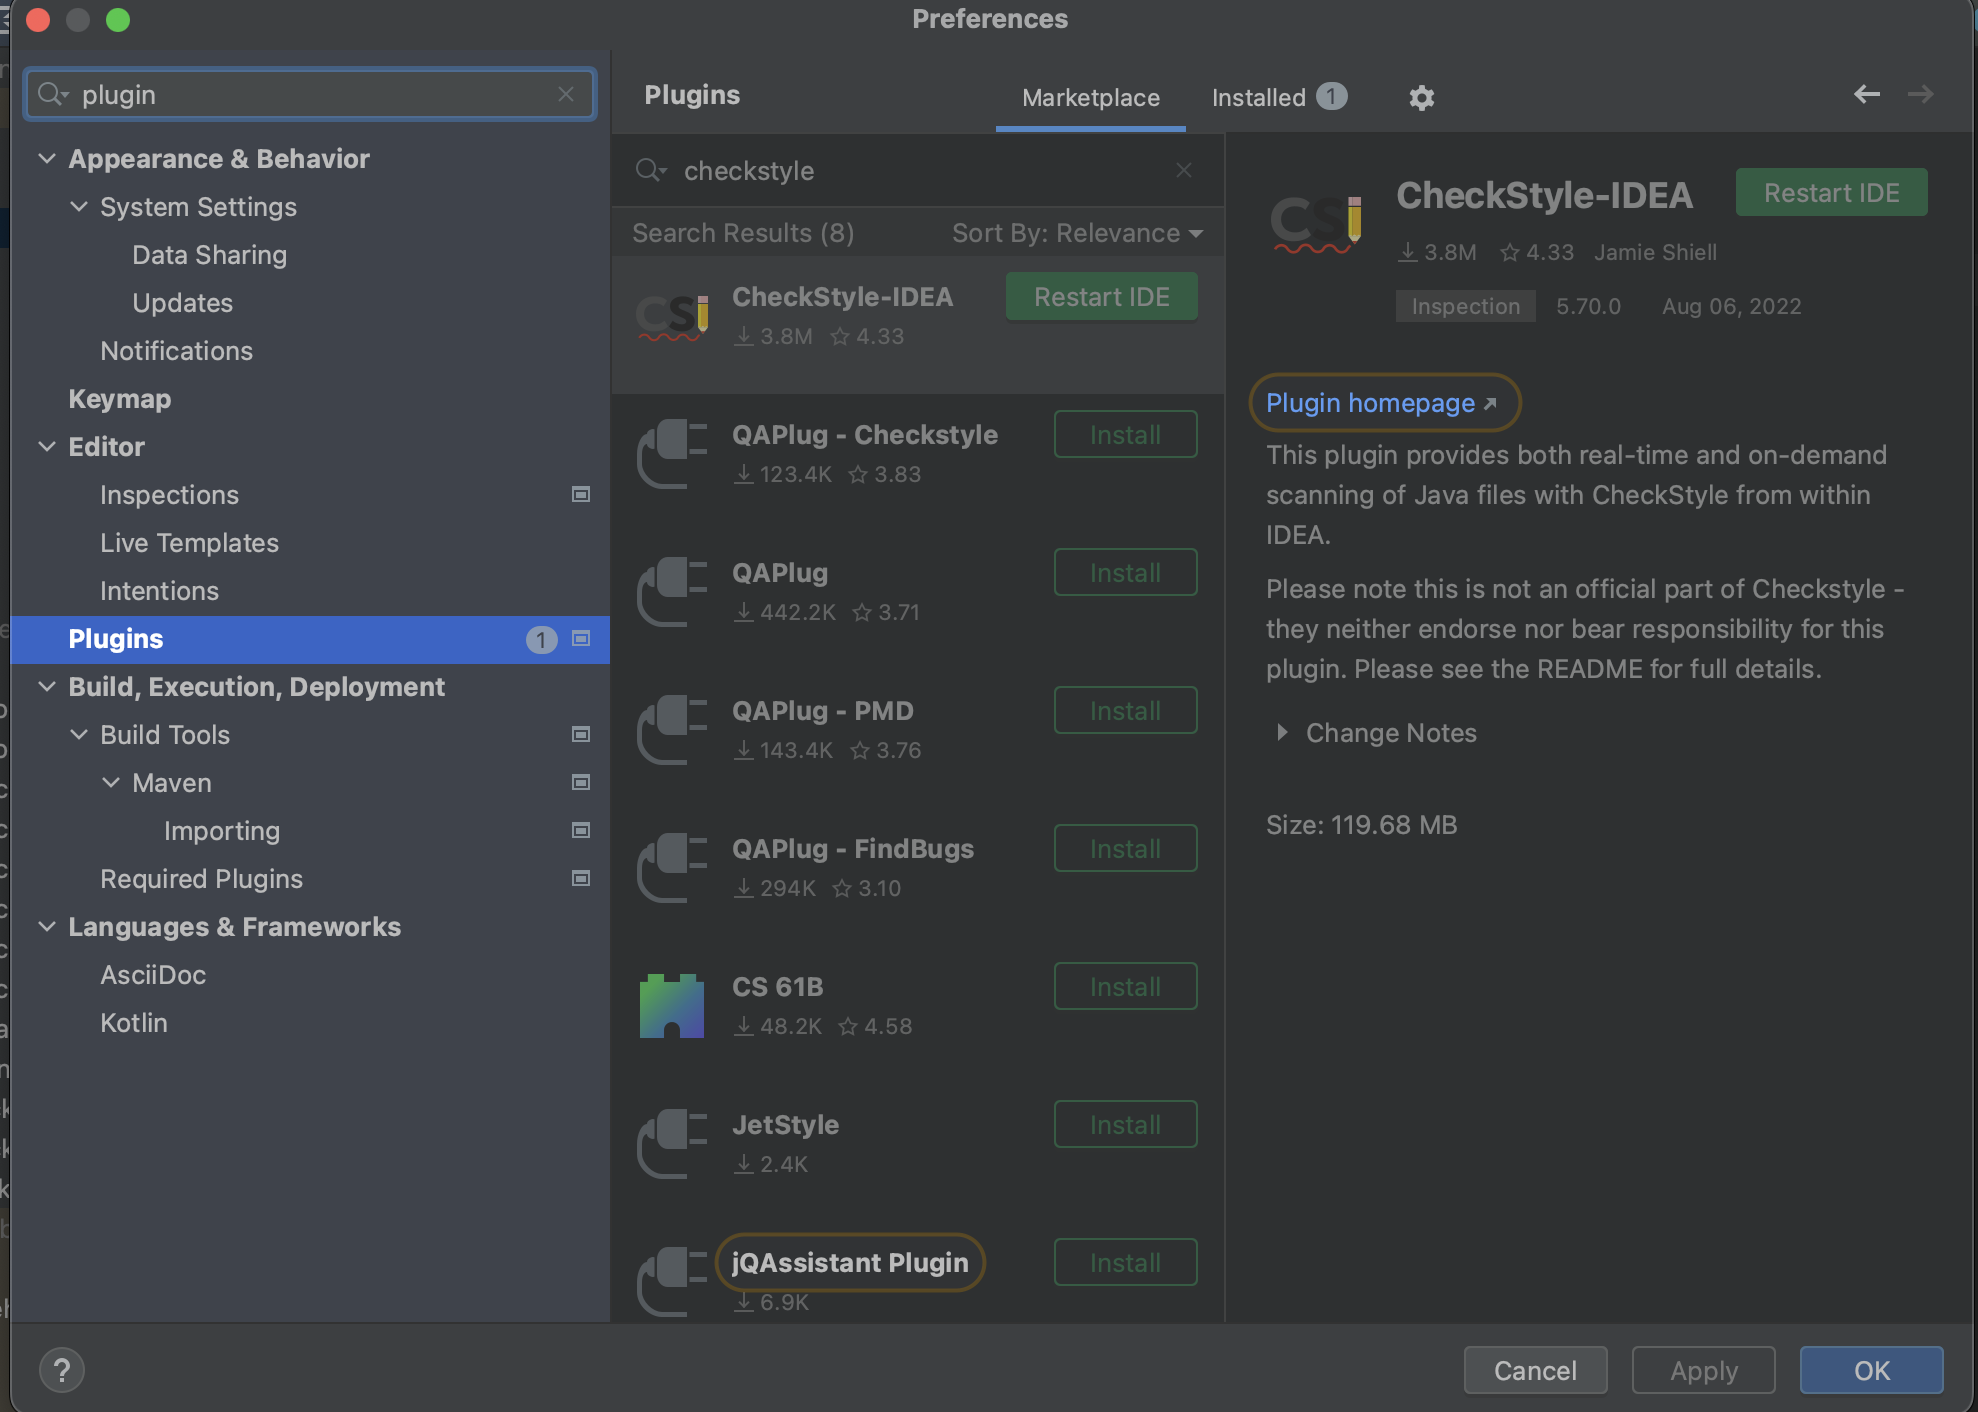 Preferences
plugin
Appearance & Behavior
System Settings
Data Sharing
Updates
Notifications
Keymap
Editor
Inspections
Live Templates
Intentions
Plugins 1
Build, Execution, Deployment
Build Tools
Maven
Importing
Required Plugins
Languages & Frameworks
AsciiDoc
Kotlin
Plugins Marketplace Installed 1
checkstyle
Search Results (8) Sort By: Relevance
CSI
CheckStyle-IDEA Restart IDE
3.8M 4.33
QAPlug - Checkstyle Install
123.4K 3.83
QAPlug Install
442.2K 3.71
QAPlug - PMD Install
143.4K 3.76
QAPlug - FindBugs Install
294K 3.10
CS 61B Install
48.2K 4.58
JetStyle Install
2.4K
jQAssistant Plugin Install
6.9K
CSI
CheckStyle-IDEA Restart IDE
3.8M 4.33 Jamie Shiell
Inspection 5.70.0 Aug 06, 2022
Plugin homepage
This plugin provides both real-time and on-demand
scanning of Java files with CheckStyle from within
IDEA.
Please note this is not an official part of Checkstyle -
they neither endorse nor bear responsibility for this
plugin. Please see the README for full details.
Change Notes
Size: 119.68 MB
?
Cancel Apply OK